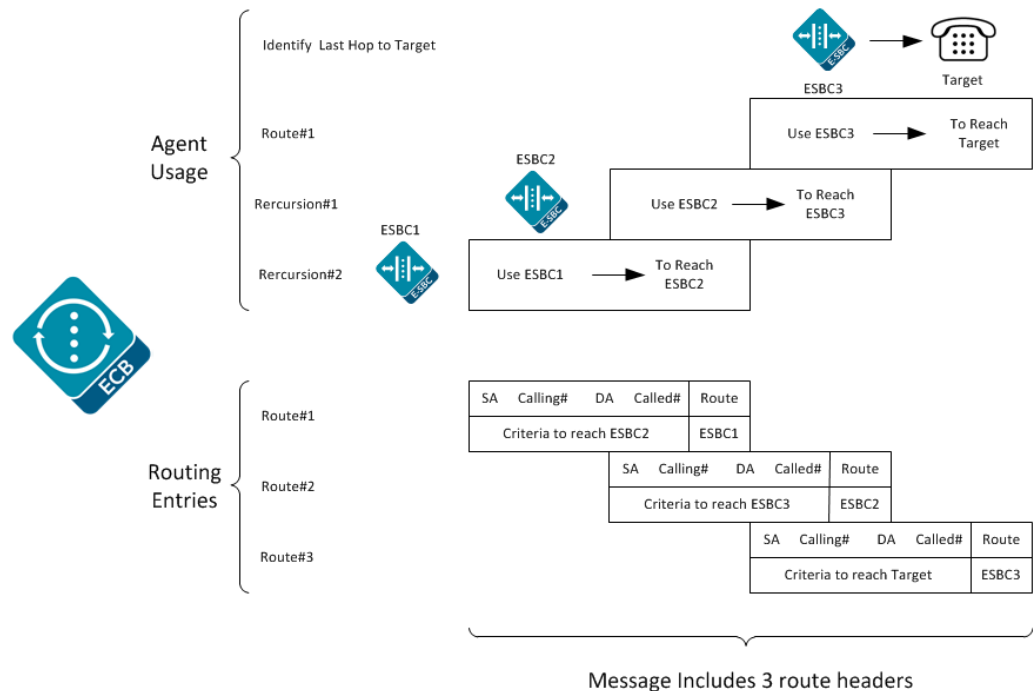 Identify Last Hop to Target
E-SBC
ESBC3
Target
Agent
Usage
Route#1
Use ESBC3
To Reach
Target
ESBC2
E-SBC
Rercursion#1
Use ESBC2
To Reach
ESBC3
ESBC1
E-SBC
Rercursion#2
Use ESBC1
To Reach
ESBC2
ECB
Routing
Entries
Route#1
SA Calling# DA Called# Route
Criteria to reach ESBC2 ESBC1
Route#2
SA Calling# DA Called# Route
Criteria to reach ESBC3 ESBC2
Route#3
SA Calling# DA Called# Route
Criteria to reach Target ESBC3
Message Includes 3 route headers